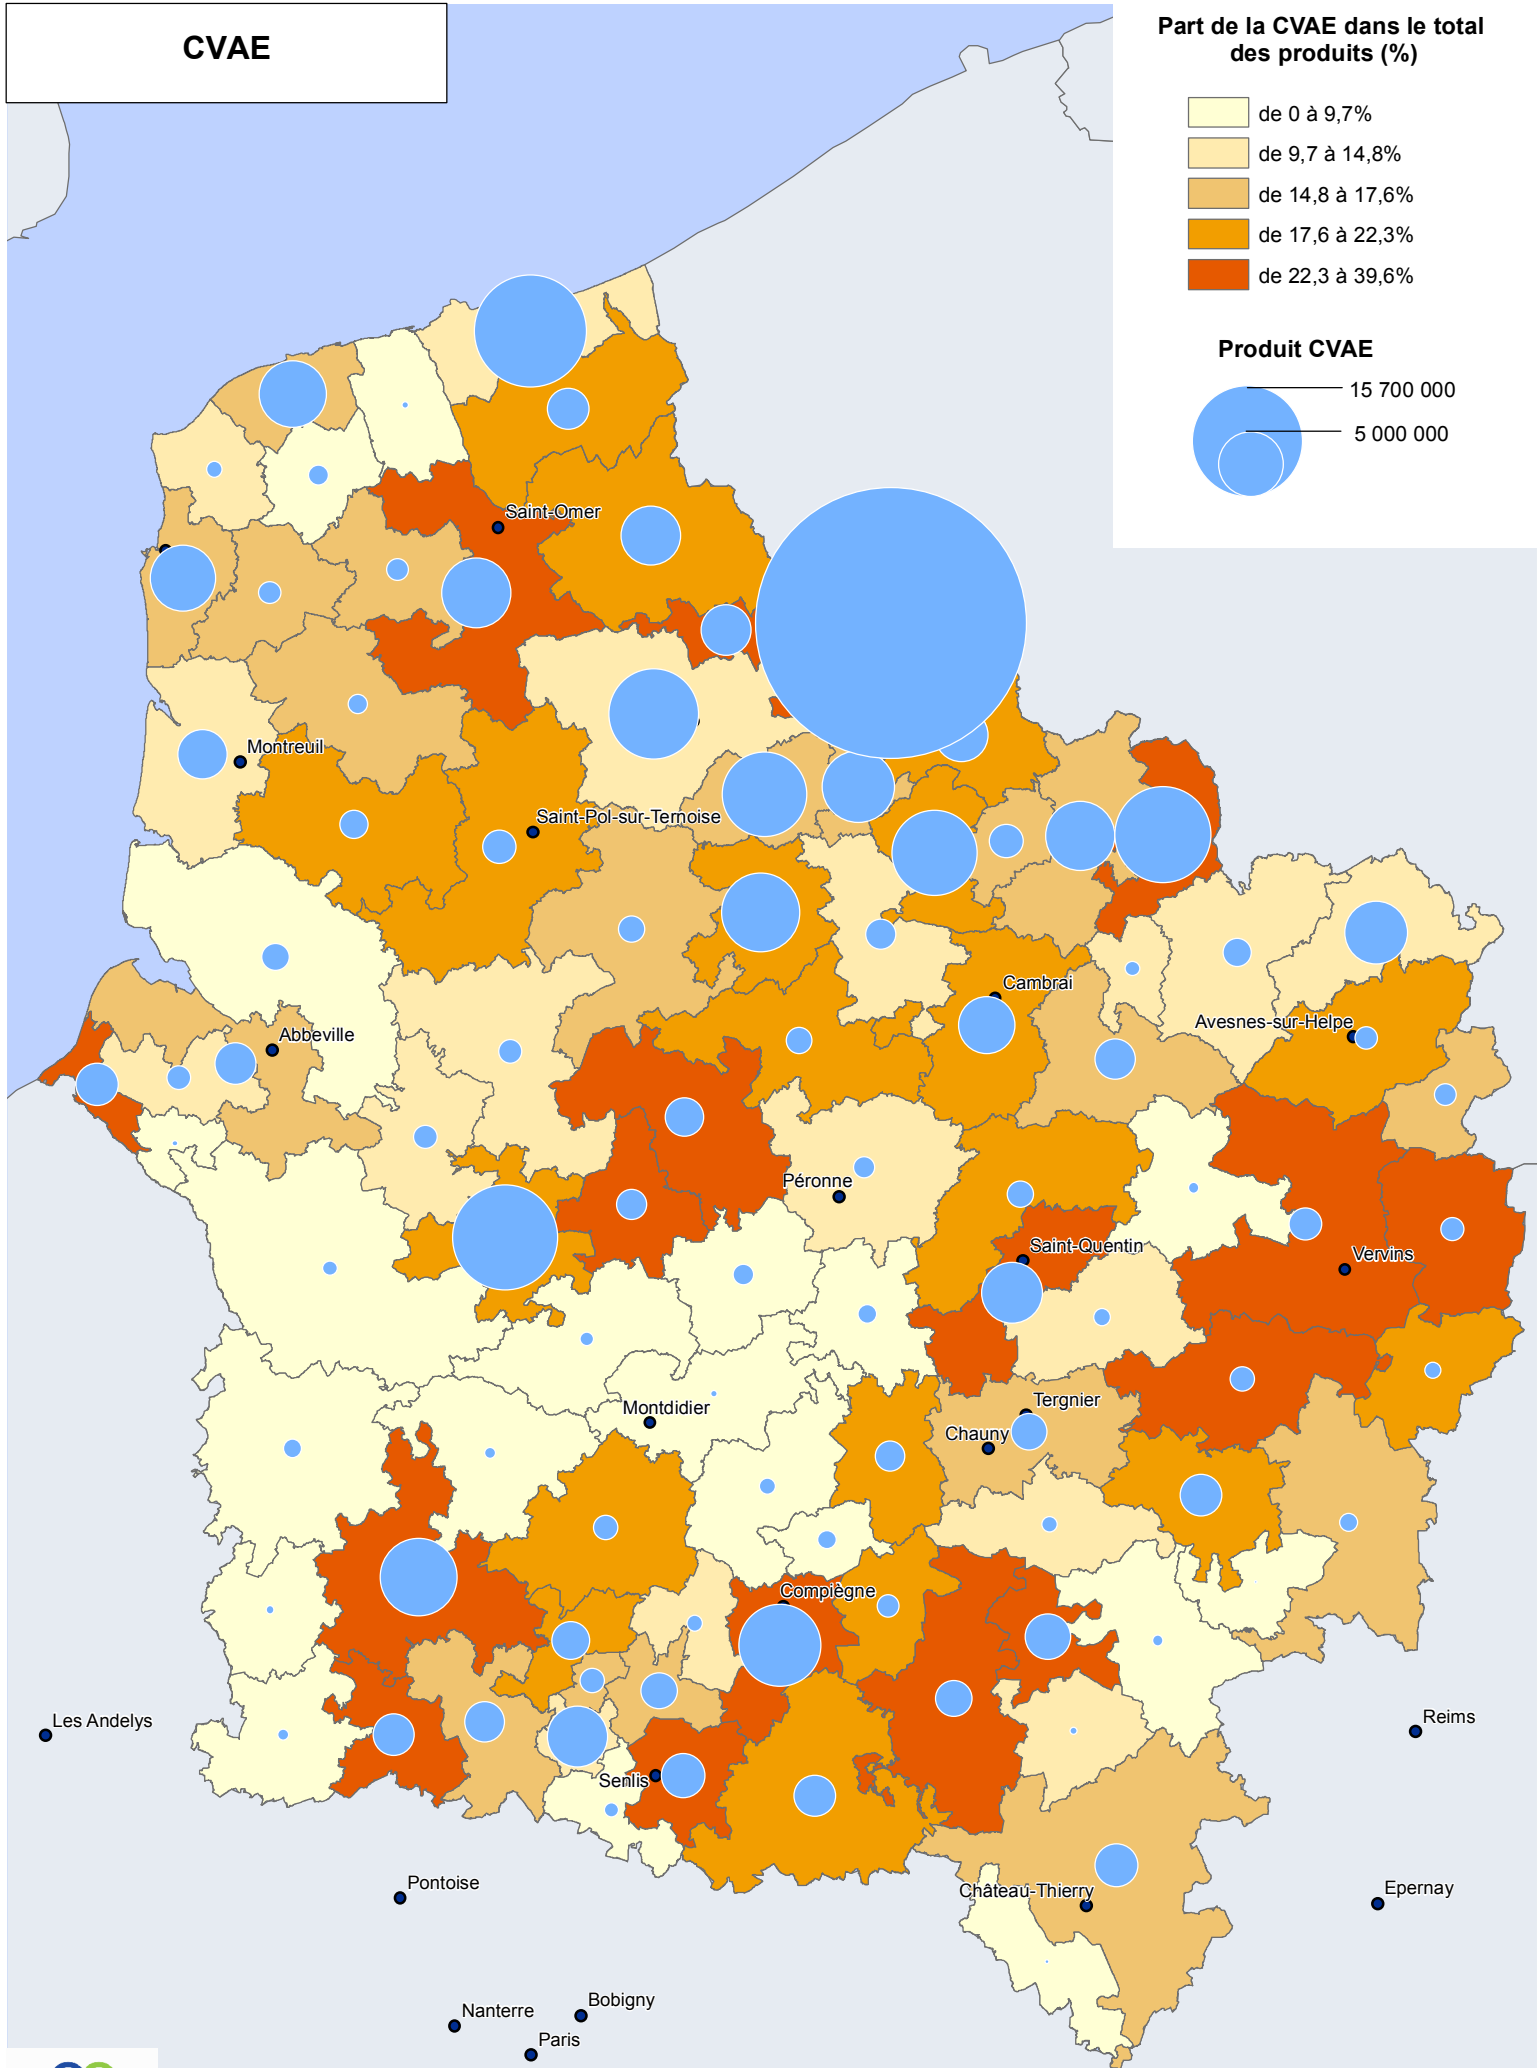 CVAE
Part de la CVAE dans le total
des produits (%)
de 0 à 9,7%
de 9,7 à 14,8%
de 14,8 à 17,6%
de 17,6 à 22,3%
de 22,3 à 39,6%
Produit CVAE
15 700 000
5 000 000
Saint-Omer
Montreuil
Saint-Pol-sur-Ternoise
Cambrai
Avesnes-sur-Helpe
Abbeville
Péronne
Saint-Quentin
Vervins
Montdidier
Tergnier
Chauny
Compiègne
Les Andelys
Reims
Senlis
Pontoise
Château-Thierry
Epernay
Nanterre
Bobigny
Paris